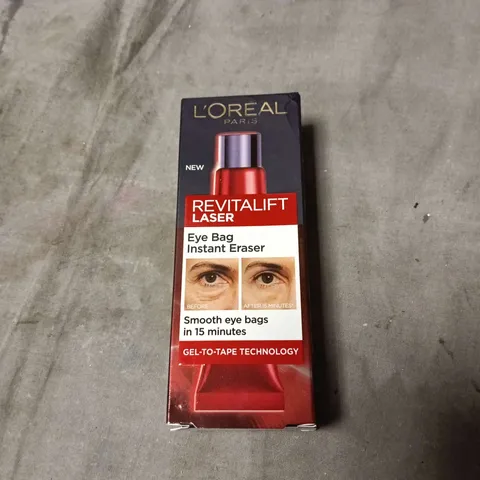 L'ORÉAL
PARIS
NEW
REVITALIFT
LASER
Eye Bag
Instant Eraser
BEFORE
Smooth eye bags
in 15 minutes
GEL-TO-TAPE TECHNOLOGY